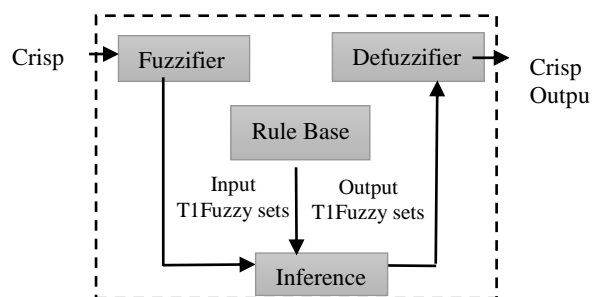 Crisp
Fuzzifier
Defuzzifier
Crisp
Outpu
Rule Base
Input
T1Fuzzy sets
Output
T1Fuzzy sets
Inference